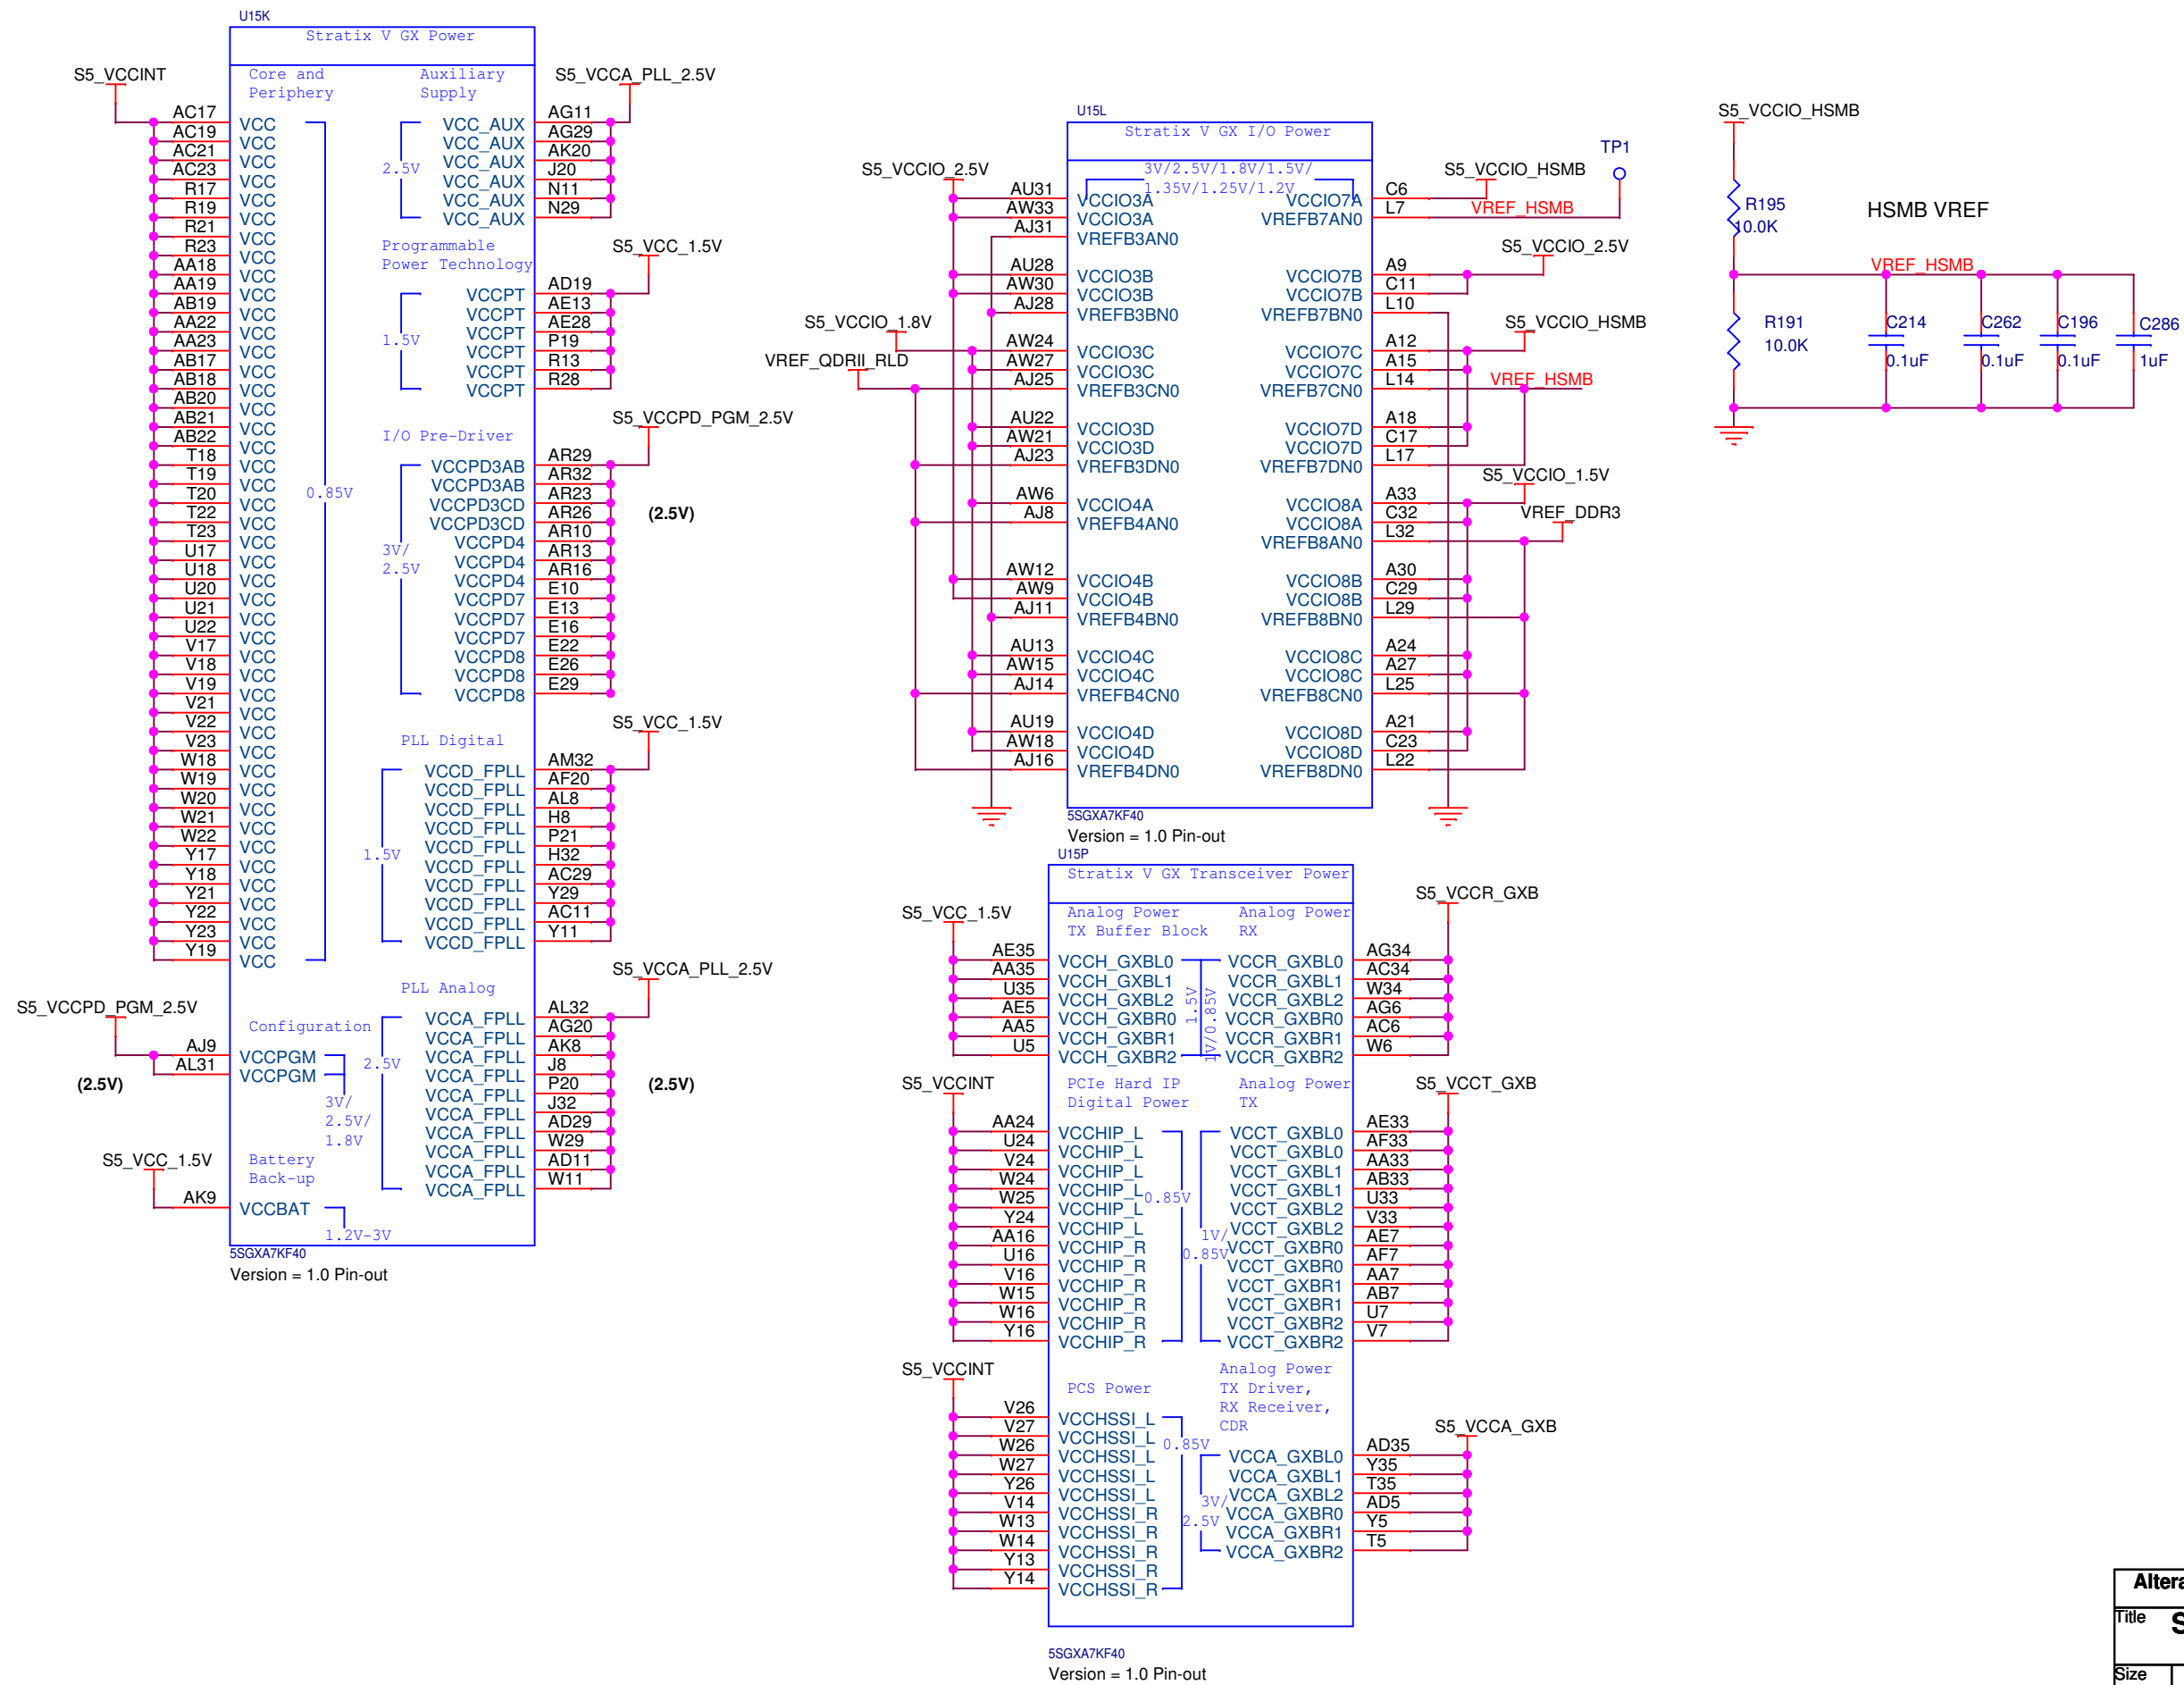 U15K
Stratix V GX Power
S5_VCCINT
Core and
Periphery
Auxiliary
Supply
S5_VCCA_PLL_2.5V
AC17 VCC
AC19 VCC
AC21 VCC
AC23 VCC
R17 VCC
R19 VCC
R21 VCC
R23 VCC
AA18 VCC
AA19 VCC
AB19 VCC
AA22 VCC
AA23 VCC
AB17 VCC
AB18 VCC
AB20 VCC
AB21 VCC
AB22 VCC
T18 VCC
T19 VCC
T20 VCC
T22 VCC
T23 VCC
U17 VCC
U18 VCC
U20 VCC
U21 VCC
U22 VCC
V17 VCC
V18 VCC
V19 VCC
V21 VCC
V22 VCC
V23 VCC
W18 VCC
W19 VCC
W20 VCC
W21 VCC
W22 VCC
Y17 VCC
Y18 VCC
Y21 VCC
Y22 VCC
Y23 VCC
Y19 VCC
0.85V
S5_VCCPD_PGM_2.5V
Configuration
AJ9 VCCPGM
AL31 VCCPGM
(2.5V)
3V/
2.5V/
1.8V
S5_VCC_1.5V
Battery
Back-up
AK9 VCCBAT
1.2V-3V
2.5V
VCC_AUX AG11
VCC_AUX AG29
VCC_AUX AK20
VCC_AUX J20
VCC_AUX N11
VCC_AUX N29
Programmable
Power Technology
S5_VCC_1.5V
1.5V
VCCPT AD19
VCCPT AE13
VCCPT AE28
VCCPT P19
VCCPT R13
VCCPT R28
S5_VCCPD_PGM_2.5V
I/O Pre-Driver
3V/
2.5V
VCCPD3AB AR29
VCCPD3AB AR32
VCCPD3CD AR23
VCCPD3CD AR26
VCCPD4 AR10
VCCPD4 AR13
VCCPD4 AR16
VCCPD7 E10
VCCPD7 E13
VCCPD7 E16
VCCPD8 E22
VCCPD8 E26
VCCPD8 E29
(2.5V)
S5_VCC_1.5V
PLL Digital
1.5V
VCCD_FPLL AM32
VCCD_FPLL AF20
VCCD_FPLL AL8
VCCD_FPLL H8
VCCD_FPLL P21
VCCD_FPLL H32
VCCD_FPLL AC29
VCCD_FPLL Y29
VCCD_FPLL AC11
VCCD_FPLL Y11
S5_VCCA_PLL_2.5V
PLL Analog
2.5V
VCCA_FPLL AL32
VCCA_FPLL AG20
VCCA_FPLL AK8
VCCA_FPLL J8
VCCA_FPLL P20
VCCA_FPLL J32
VCCA_FPLL AD29
VCCA_FPLL W29
VCCA_FPLL AD11
VCCA_FPLL W11
(2.5V)
5SGXA7KF40
Version = 1.0 Pin-out
U15L
Stratix V GX I/O Power
3V/2.5V/1.8V/1.5V/
1.35V/1.25V/1.2V
S5_VCCIO_2.5V
S5_VCCIO_1.8V
VREF_QDRII_RLD
AU31 VCCIO3A
AW33 VCCIO3A
AJ31 VREFB3AN0
AU28 VCCIO3B
AW30 VCCIO3B
AJ28 VREFB3BN0
AW24 VCCIO3C
AW27 VCCIO3C
AJ25 VREFB3CN0
AU22 VCCIO3D
AW21 VCCIO3D
AJ23 VREFB3DN0
AW6 VCCIO4A
AJ8 VREFB4AN0
AW12 VCCIO4B
AW9 VCCIO4B
AJ11 VREFB4BN0
AU13 VCCIO4C
AW15 VCCIO4C
AJ14 VREFB4CN0
AU19 VCCIO4D
AW18 VCCIO4D
AJ16 VREFB4DN0
TP1
S5_VCCIO_HSMB
VCCIO7A C6
VREFB7AN0 L7 VREF_HSMB
S5_VCCIO_2.5V
VCCIO7B A9
VCCIO7B C11
VREFB7BN0 L10
S5_VCCIO_HSMB
VCCIO7C A12
VCCIO7C A15
VREFB7CN0 L14 VREF_HSMB
VCCIO7D A18
VCCIO7D C17
VREFB7DN0 L17
S5_VCCIO_1.5V
VCCIO8A A33
VCCIO8A C32
VREF_DDR3
VREFB8AN0 L32
VCCIO8B A30
VCCIO8B C29
VREFB8BN0 L29
VCCIO8C A24
VCCIO8C A27
VREFB8CN0 L25
VCCIO8D A21
VCCIO8D C23
VREFB8DN0 L22
5SGXA7KF40
Version = 1.0 Pin-out
S5_VCCIO_HSMB
R195
10.0K
HSMB VREF
VREF_HSMB
R191
10.0K
C214
0.1uF
C262
0.1uF
C196
0.1uF
C286
1uF
U15P
Stratix V GX Transceiver Power
S5_VCC_1.5V
Analog Power
TX Buffer Block
AE35 VCCH_GXBL0
AA35 VCCH_GXBL1
U35 VCCH_GXBL2
AE5 VCCH_GXBR0
AA5 VCCH_GXBR1
U5 VCCH_GXBR2
1.5V
1V/0.85V
S5_VCCR_GXB
Analog Power
RX
VCCR_GXBL0 AG34
VCCR_GXBL1 AC34
VCCR_GXBL2 W34
VCCR_GXBR0 AG6
VCCR_GXBR1 AC6
VCCR_GXBR2 W6
S5_VCCINT
PCIe Hard IP
Digital Power
AA24 VCCHIP_L
U24 VCCHIP_L
V24 VCCHIP_L
W24 VCCHIP_L
W25 VCCHIP_L
Y24 VCCHIP_L
AA16 VCCHIP_R
U16 VCCHIP_R
V16 VCCHIP_R
W15 VCCHIP_R
W16 VCCHIP_R
Y16 VCCHIP_R
0.85V
S5_VCCT_GXB
Analog Power
TX
1V/
0.85V
VCCT_GXBL0 AE33
VCCT_GXBL0 AF33
VCCT_GXBL1 AA33
VCCT_GXBL1 AB33
VCCT_GXBL2 U33
VCCT_GXBL2 V33
VCCT_GXBR0 AE7
VCCT_GXBR0 AF7
VCCT_GXBR1 AA7
VCCT_GXBR1 AB7
VCCT_GXBR2 U7
VCCT_GXBR2 V7
S5_VCCINT
PCS Power
V26 VCCHSSI_L
V27 VCCHSSI_L
W26 VCCHSSI_L
W27 VCCHSSI_L
Y26 VCCHSSI_L
V14 VCCHSSI_R
W13 VCCHSSI_R
W14 VCCHSSI_R
Y13 VCCHSSI_R
Y14 VCCHSSI_R
0.85V
Analog Power
TX Driver,
RX Receiver,
CDR
S5_VCCA_GXB
3V/
2.5V
VCCA_GXBL0 AD35
VCCA_GXBL1 Y35
VCCA_GXBL2 T35
VCCA_GXBR0 AD5
VCCA_GXBR1 Y5
VCCA_GXBR2 T5
5SGXA7KF40
Version = 1.0 Pin-out
Altera
Title S
Size